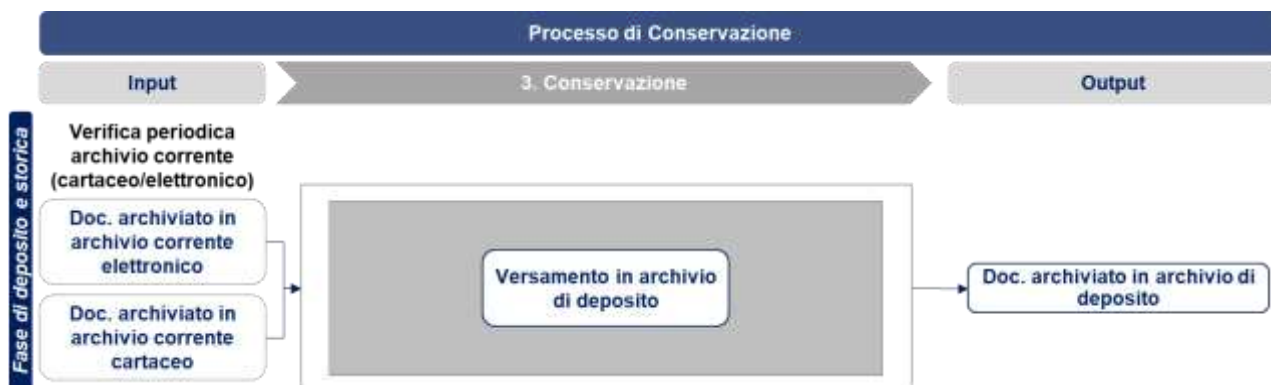 Processo di Conservazione
Input
3. Conservazione
Output
Fase di deposito e storica
Verifica periodica
archivio corrente
(cartaceo/elettronico)
Doc. archiviato in
archivio corrente
elettronico
Doc. archiviato in
archivio corrente
cartaceo
Versamento in archivio
di deposito
Doc. archiviato in archivio di
deposito